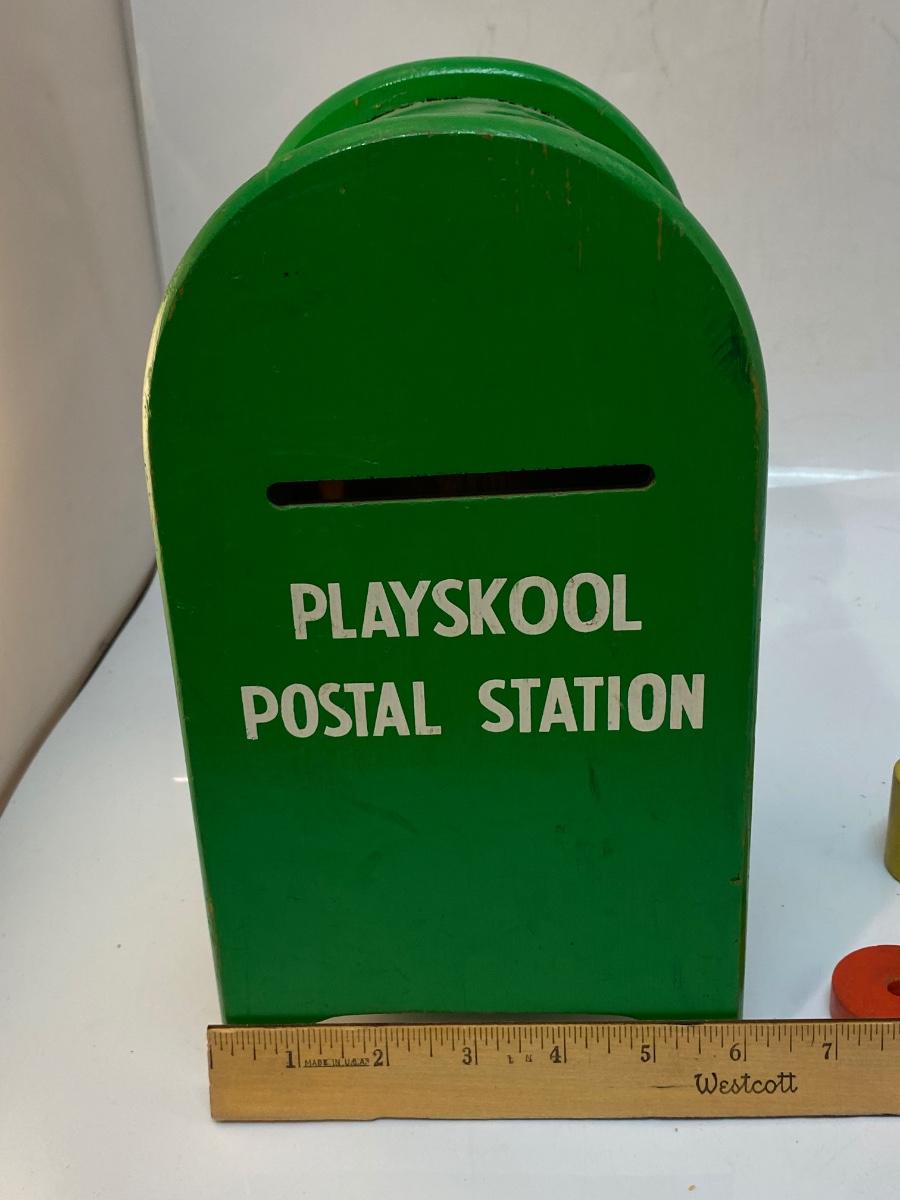 PLAYSKOOL
POSTAL STATION
1 MADE IN U.S.A. 2 3 4 5 6 7
Westcott